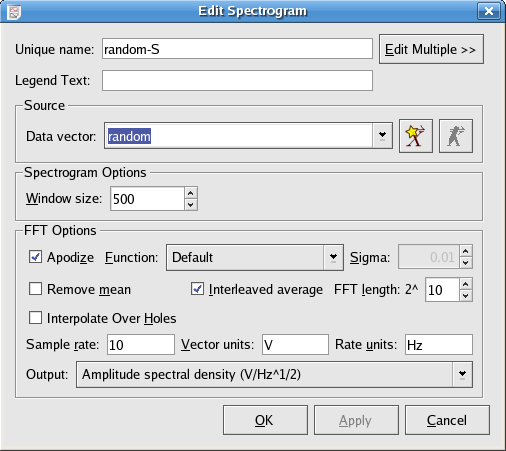 Edit Spectrogram
Unique name: random-S Edit Multiple >>
Legend Text:
Source
Data vector: random
Spectrogram Options
Window size: 500
FFT Options
Apodize Function: Default Sigma: 0.01
Remove mean Interleaved average FFT length: 2^ 10
Interpolate Over Holes
Sample rate: 10 Vector units: V Rate units: Hz
Output: Amplitude spectral density (V/Hz^1/2)
OK Apply Cancel